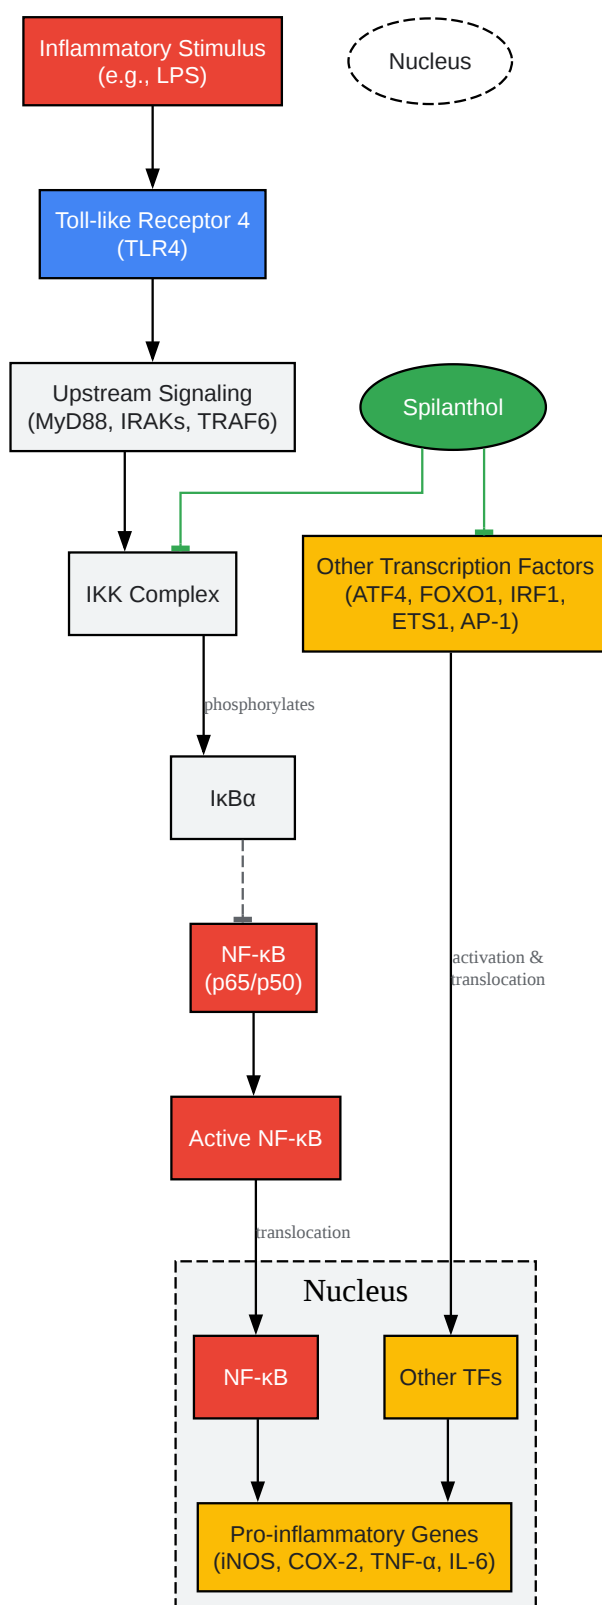 Inflammatory Stimulus
(e.g., LPS)
Nucleus
Toll-like Receptor 4
(TLR4)
Upstream Signaling
(MyD88, IRAKs, TRAF6)
Spilanthol
IKK Complex
Other Transcription Factors
(ATF4, FOXO1, IRF1,
ETS1, AP-1)
phosphorylates
IκBα
NF-κB
(p65/p50)
activation &
translocation
Active NF-κB
translocation
Nucleus
NF-κB
Other TFs
Pro-inflammatory Genes
(iNOS, COX-2, TNF-α, IL-6)